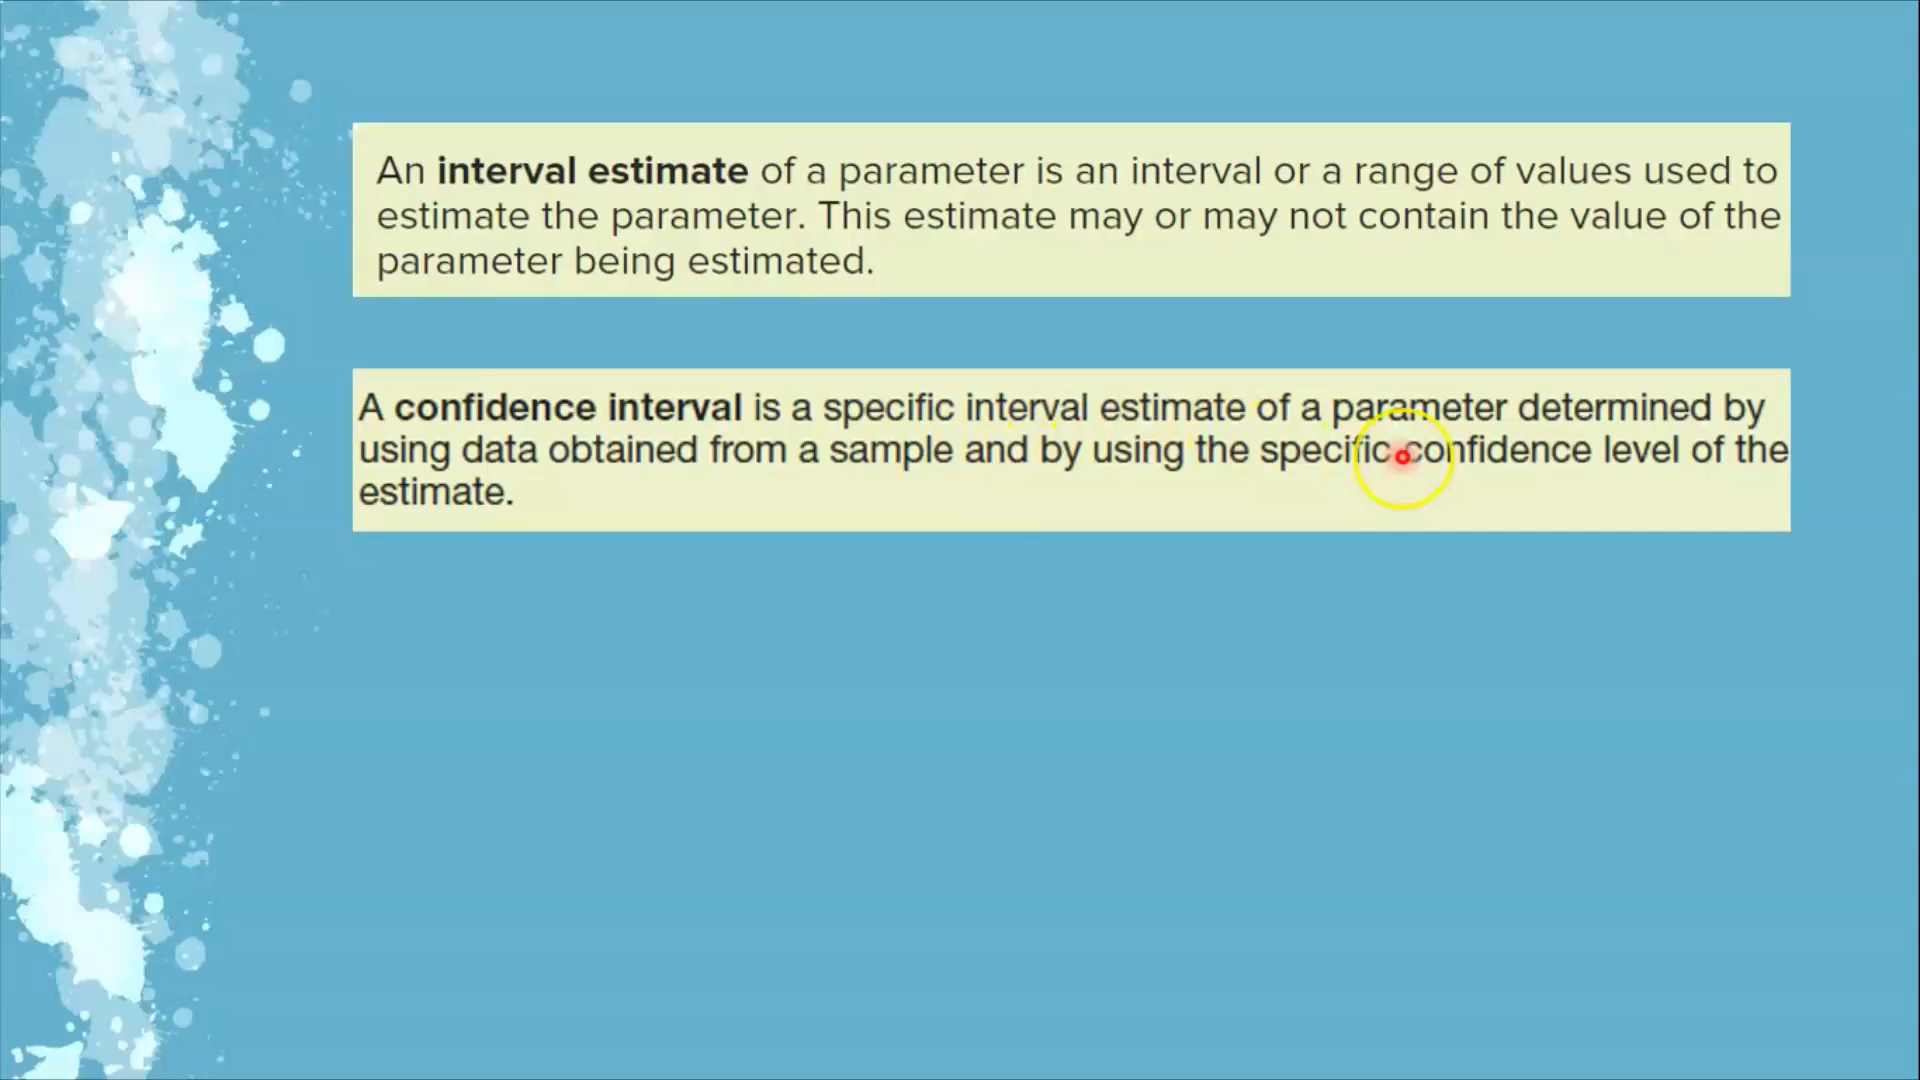 An interval estimate of a parameter is an interval or a range of values used to
estimate the parameter. This estimate may or may not contain the value of the
parameter being estimated.
A confidence interval is a specific interval estimate of a parameter determined by
using data obtained from a sample and by using the specific confidence level of the
estimate.